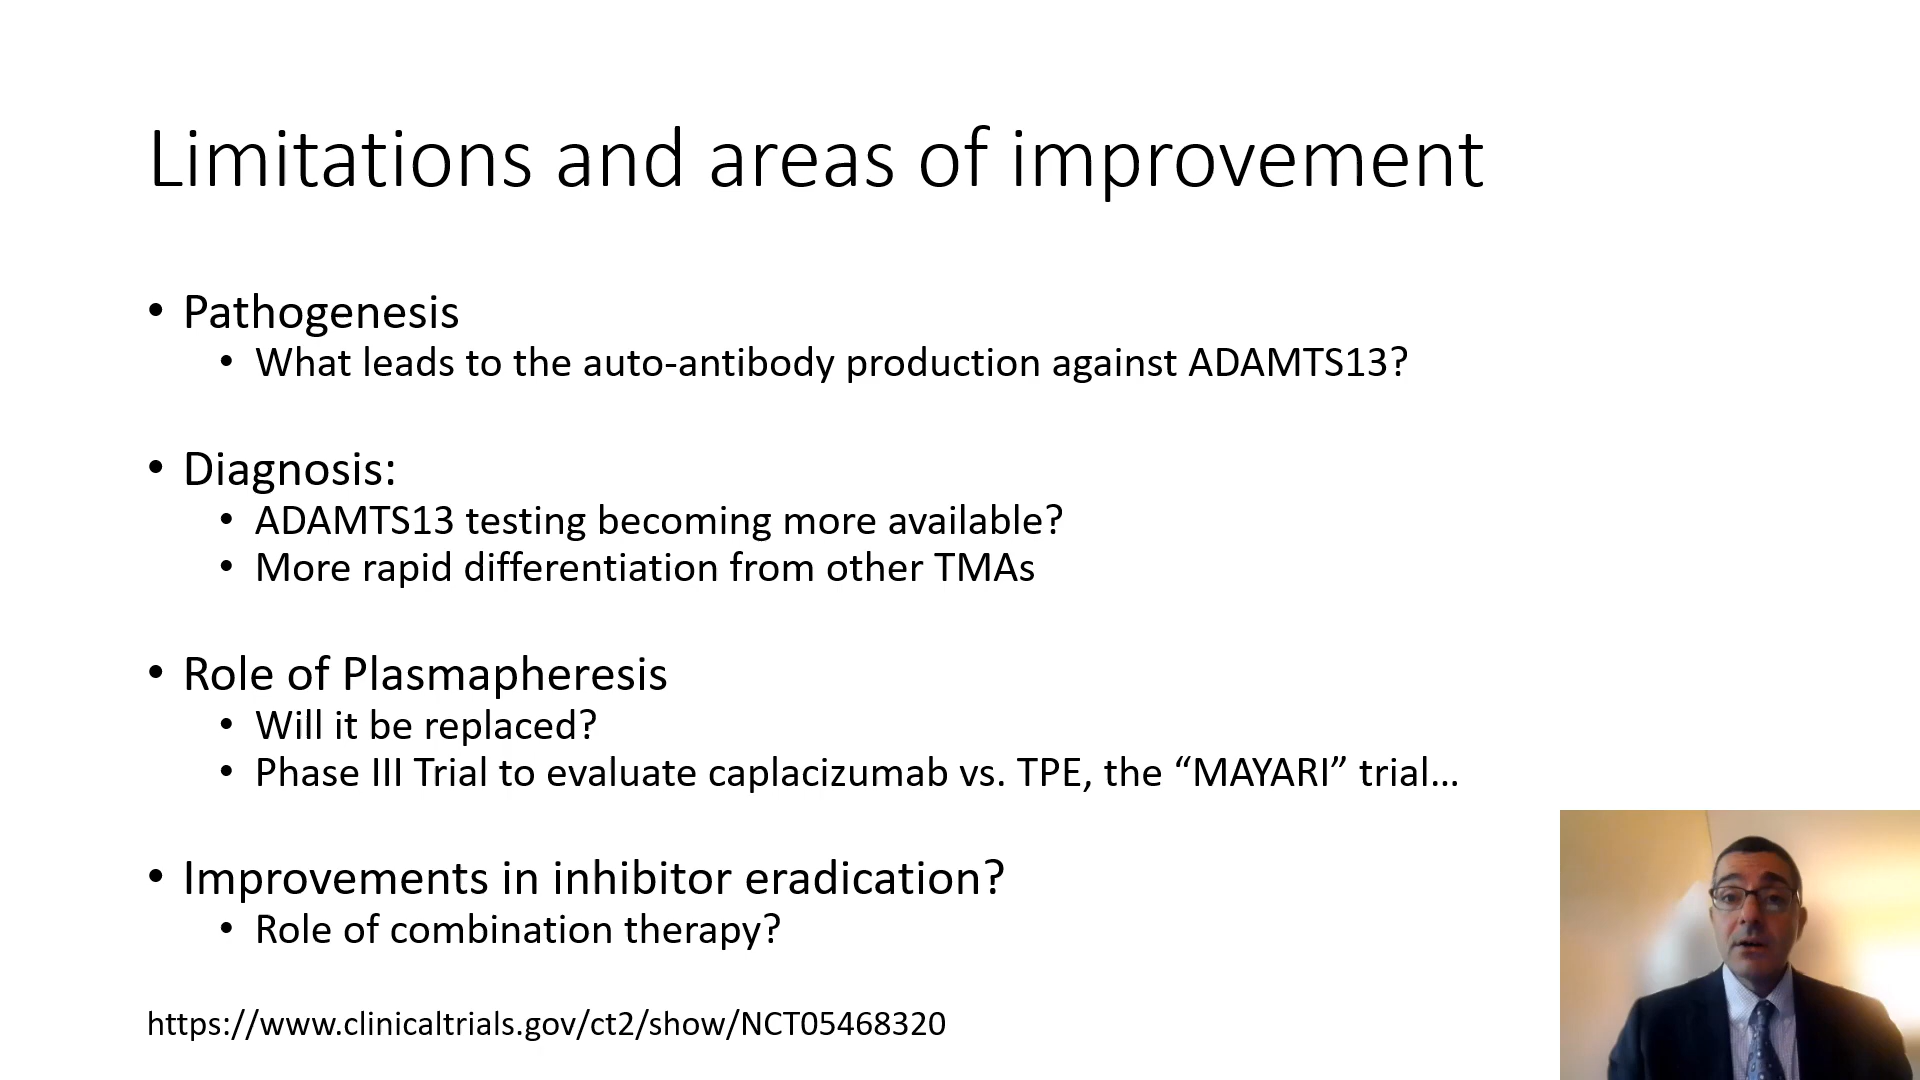 Limitations and areas of improvement
• Pathogenesis
• What leads to the auto-antibody production against ADAMTS13?
• Diagnosis:
• ADAMTS13 testing becoming more available?
• More rapid differentiation from other TMAs
• Role of Plasmapheresis
• Will it be replaced?
• Phase III Trial to evaluate caplacizumab vs. TPE, the “MAYARI” trial…
• Improvements in inhibitor eradication?
• Role of combination therapy?
https://www.clinicaltrials.gov/ct2/show/NCT05468320